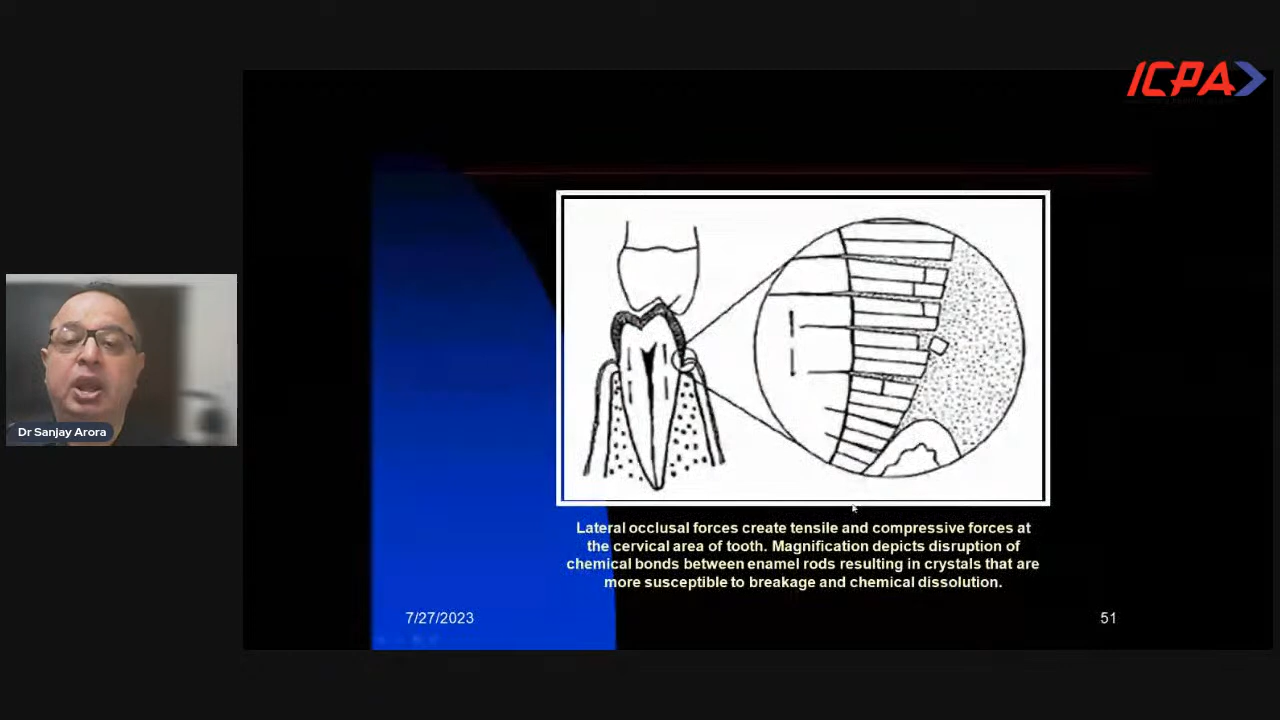 ICPA
Dr Sanjay Arora
Lateral occlusal forces create tensile and compressive forces at
the cervical area of tooth. Magnification depicts disruption of
chemical bonds between enamel rods resulting in crystals that are
more susceptible to breakage and chemical dissolution.
7/27/2023
51